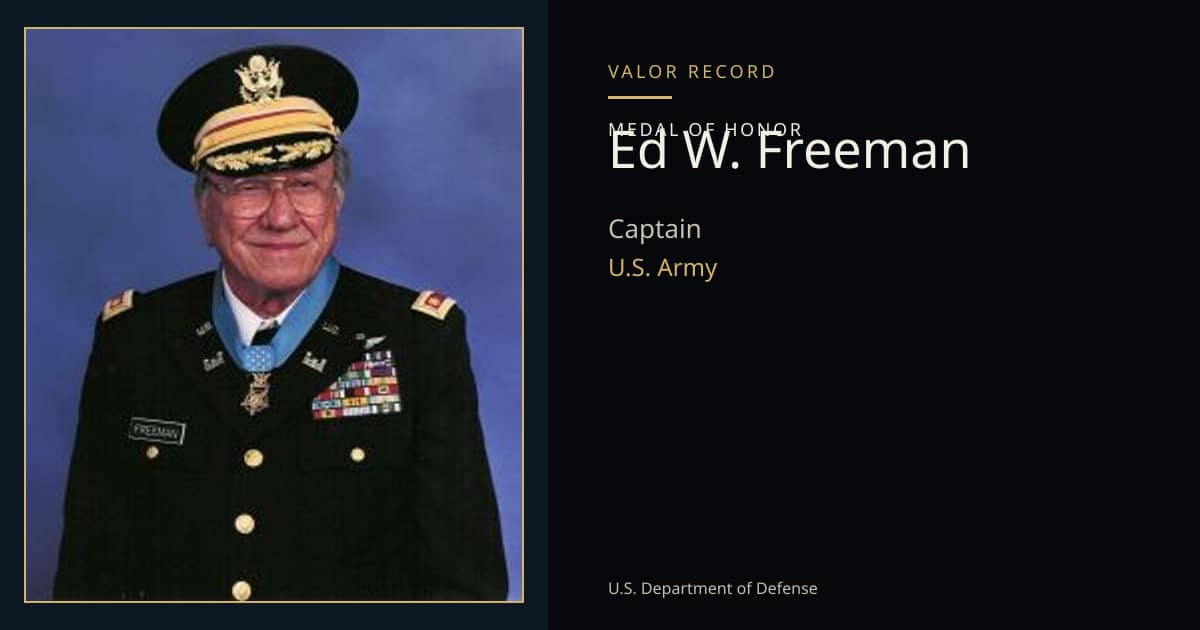 VALOR RECORD
MEDAL OF HONOR
Ed W. Freeman
Captain
U.S. Army
FREEMAN
U.S. Department of Defense